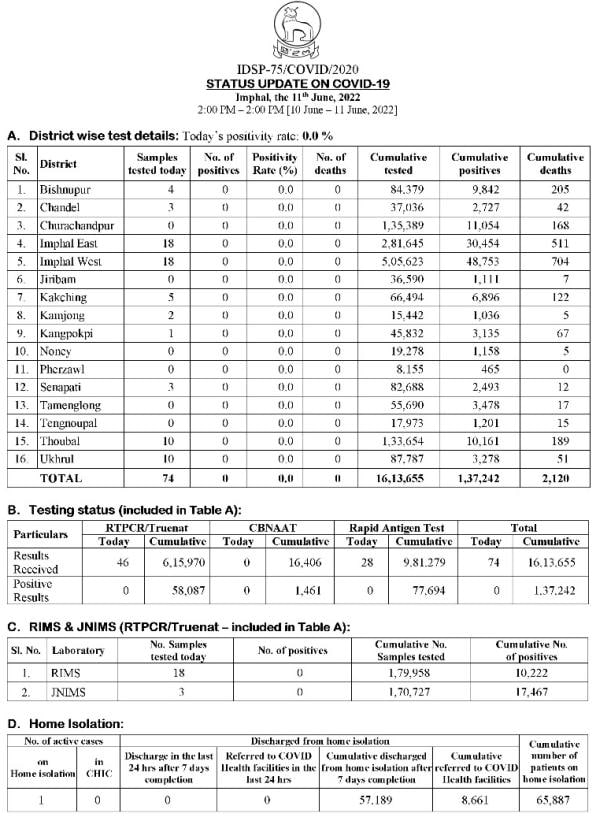 IDSP-75/COVID/2020
STATUS UPDATE ON COVID-19
Imphal, the 11th June, 2022
2:00 PM – 2:00 PM [10 June – 11 June, 2022]
A. District wise test details: Today's positivity rate: 0.0 %
Sl. No. District Samples tested today No. of positives Positivity Rate (%) No. of deaths Cumulative tested Cumulative positives Cumulative deaths
1. Bishnupur 4 0 0.0 0 84,379 9,842 205
2. Chandel 3 0 0.0 0 37,036 2,727 42
3. Churachandpur 0 0 0.0 0 1,35,389 11,054 168
4. Imphal East 18 0 0.0 0 2,81,645 30,454 511
5. Imphal West 18 0 0.0 0 5,05,623 48,753 704
6. Jiribam 0 0 0.0 0 36,590 1,111 7
7. Kakching 5 0 0.0 0 66,494 6,896 122
8. Kamjong 2 0 0.0 0 15,442 1,036 5
9. Kangpokpi 1 0 0.0 0 45,832 3,135 67
10. Noney 0 0 0.0 0 19,278 1,158 5
11. Pherzawl 0 0 0.0 0 8,155 465 0
12. Senapati 3 0 0.0 0 82,688 2,493 12
13. Tamenglong 0 0 0.0 0 55,690 3,478 17
14. Tengnoupal 0 0 0.0 0 17,973 1,201 15
15. Thoubal 10 0 0.0 0 1,33,654 10,161 189
16. Ukhrul 10 0 0.0 0 87,787 3,278 51
TOTAL 74 0 0.0 0 16,13,655 1,37,242 2,120
B. Testing status (included in Table A):
Particulars RTPCR/Truenat CBNAAT Rapid Antigen Test Total
Today Cumulative Today Cumulative Today Cumulative Today Cumulative
Results Received 46 6,15,970 0 16,406 28 9,81,279 74 16,13,655
Positive Results 0 58,087 0 1,461 0 77,694 0 1,37,242
C. RIMS & JNIMS (RTPCR/Truenat – included in Table A):
Sl. No. Laboratory No. Samples tested today No. of positives Cumulative No. Samples tested Cumulative No. of positives
1. RIMS 18 0 1,79,958 10,222
2. JNIMS 3 0 1,70,727 17,467
D. Home Isolation:
No. of active cases Discharged from home isolation Cumulative number of patients on home isolation
on Home isolation in CHIC Discharge in the last 24 hrs after 7 days completion Referred to COVID Health facilities in the last 24 hrs Cumulative discharged from home isolation after 7 days completion Cumulative referred to COVID Health facilities
1 0 0 0 57,189 8,661 65,887